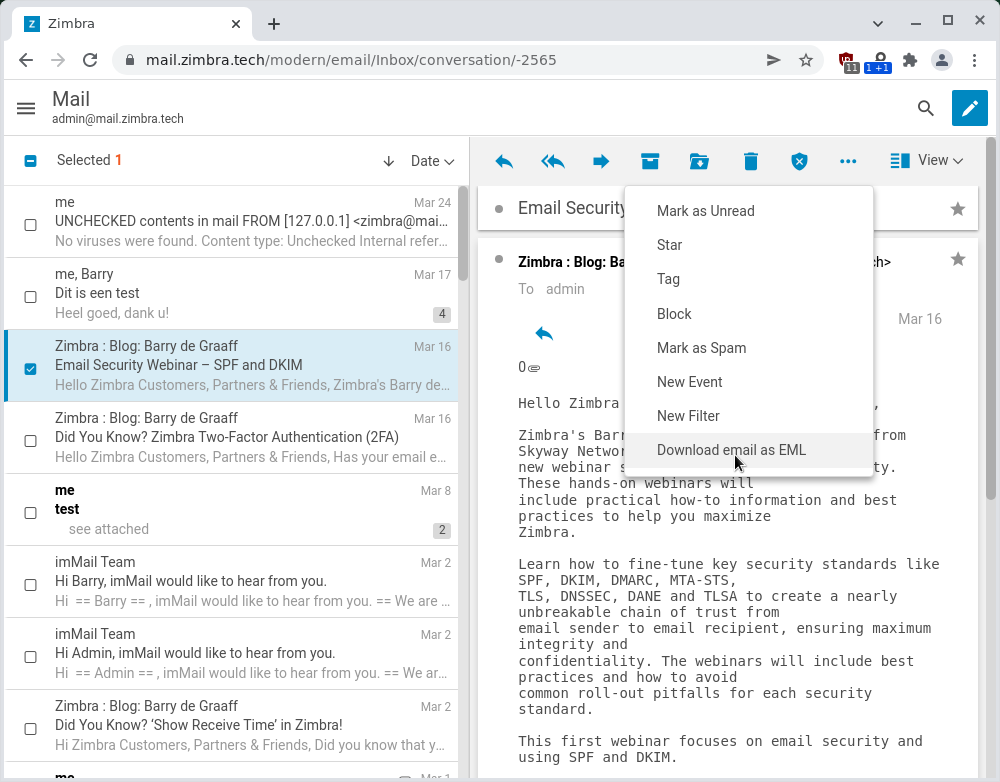 Z Zimbra
mail.zimbra.tech/modern/email/Inbox/conversation/-2565
11
1 +1
Mail
admin@mail.zimbra.tech
Selected 1
Date
View
me
Mar 24
UNCHECKED contents in mail FROM [127.0.0.1] <zimbra@mai…
No viruses were found. Content type: Unchecked Internal refer…
me, Barry
Mar 17
Dit is een test
Heel goed, dank u!
4
Zimbra : Blog: Barry de Graaff
Mar 16
Email Security Webinar – SPF and DKIM
Hello Zimbra Customers, Partners & Friends, Zimbra's Barry de…
Zimbra : Blog: Barry de Graaff
Mar 16
Did You Know? Zimbra Two-Factor Authentication (2FA)
Hello Zimbra Customers, Partners & Friends, Has your email e…
me
Mar 8
test
see attached
2
imMail Team
Mar 2
Hi Barry, imMail would like to hear from you.
Hi == Barry == , imMail would like to hear from you. == We are …
imMail Team
Mar 2
Hi Admin, imMail would like to hear from you.
Hi == Admin == , imMail would like to hear from you. == We ar…
Zimbra : Blog: Barry de Graaff
Mar 2
Did You Know? ‘Show Receive Time’ in Zimbra!
Hi Zimbra Customers, Partners & Friends, Did you know that y…
me
Mar 1
Email Security
Zimbra : Blog: Ba
ch>
To admin
Mar 16
0
Mark as Unread
Star
Tag
Block
Mark as Spam
New Event
New Filter
Download email as EML
Hello Zimbra ,
Zimbra's Barr from
Skyway Networ
new webinar s ty.
These hands-on webinars will
include practical how-to information and best
practices to help you maximize
Zimbra.
Learn how to fine-tune key security standards like
SPF, DKIM, DMARC, MTA-STS,
TLS, DNSSEC, DANE and TLSA to create a nearly
unbreakable chain of trust from
email sender to email recipient, ensuring maximum
integrity and
confidentiality. The webinars will include best
practices and how to avoid
common roll-out pitfalls for each security
standard.
This first webinar focuses on email security and
using SPF and DKIM.